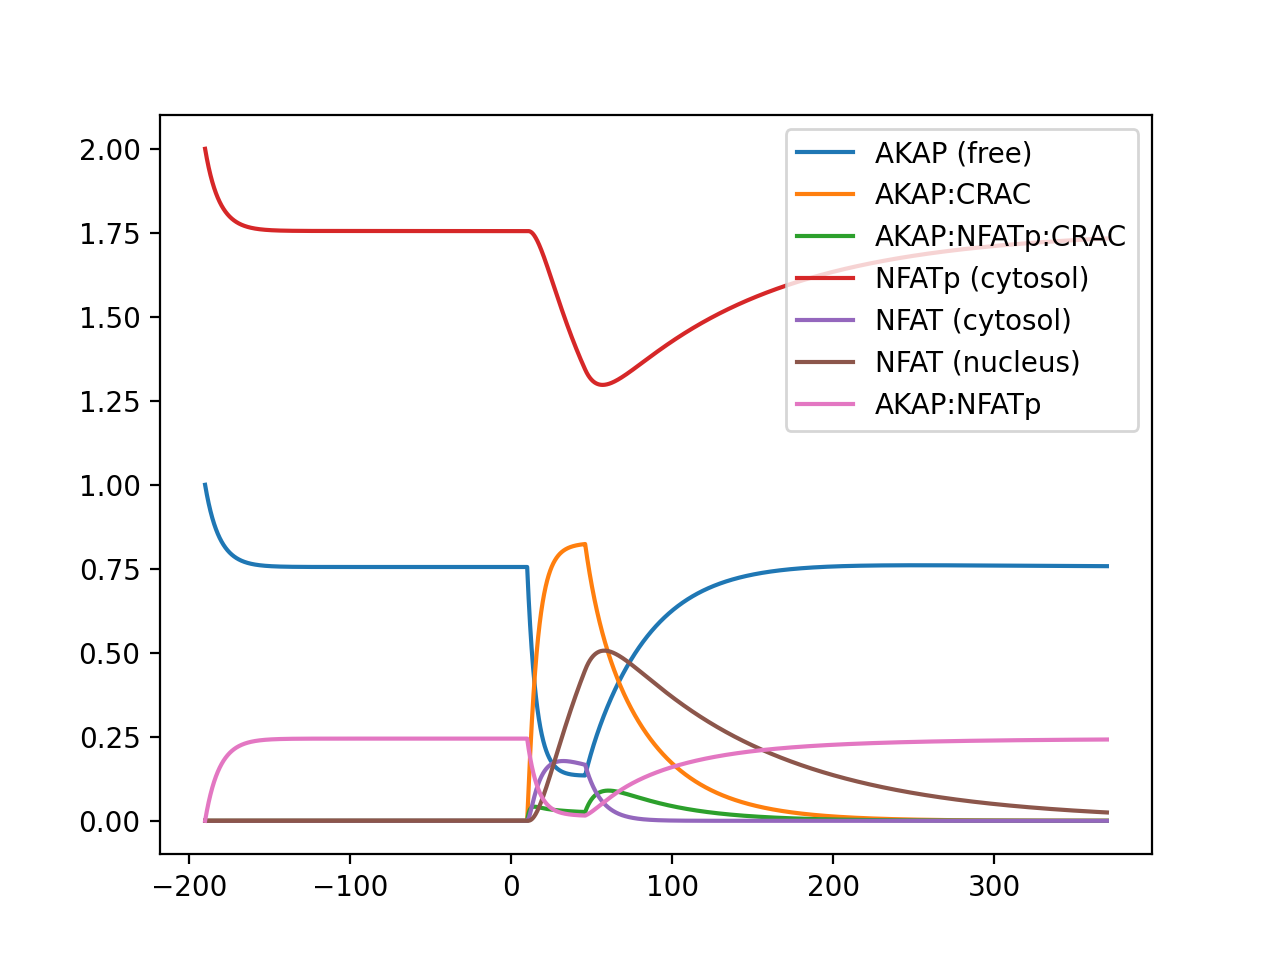 2.00
1.75
1.50
1.25
1.00
0.75
0.50
0.25
0.00
−200
−100
0
100
200
300
AKAP (free)
AKAP:CRAC
AKAP:NFATp:CRAC
NFATp (cytosol)
NFAT (cytosol)
NFAT (nucleus)
AKAP:NFATp